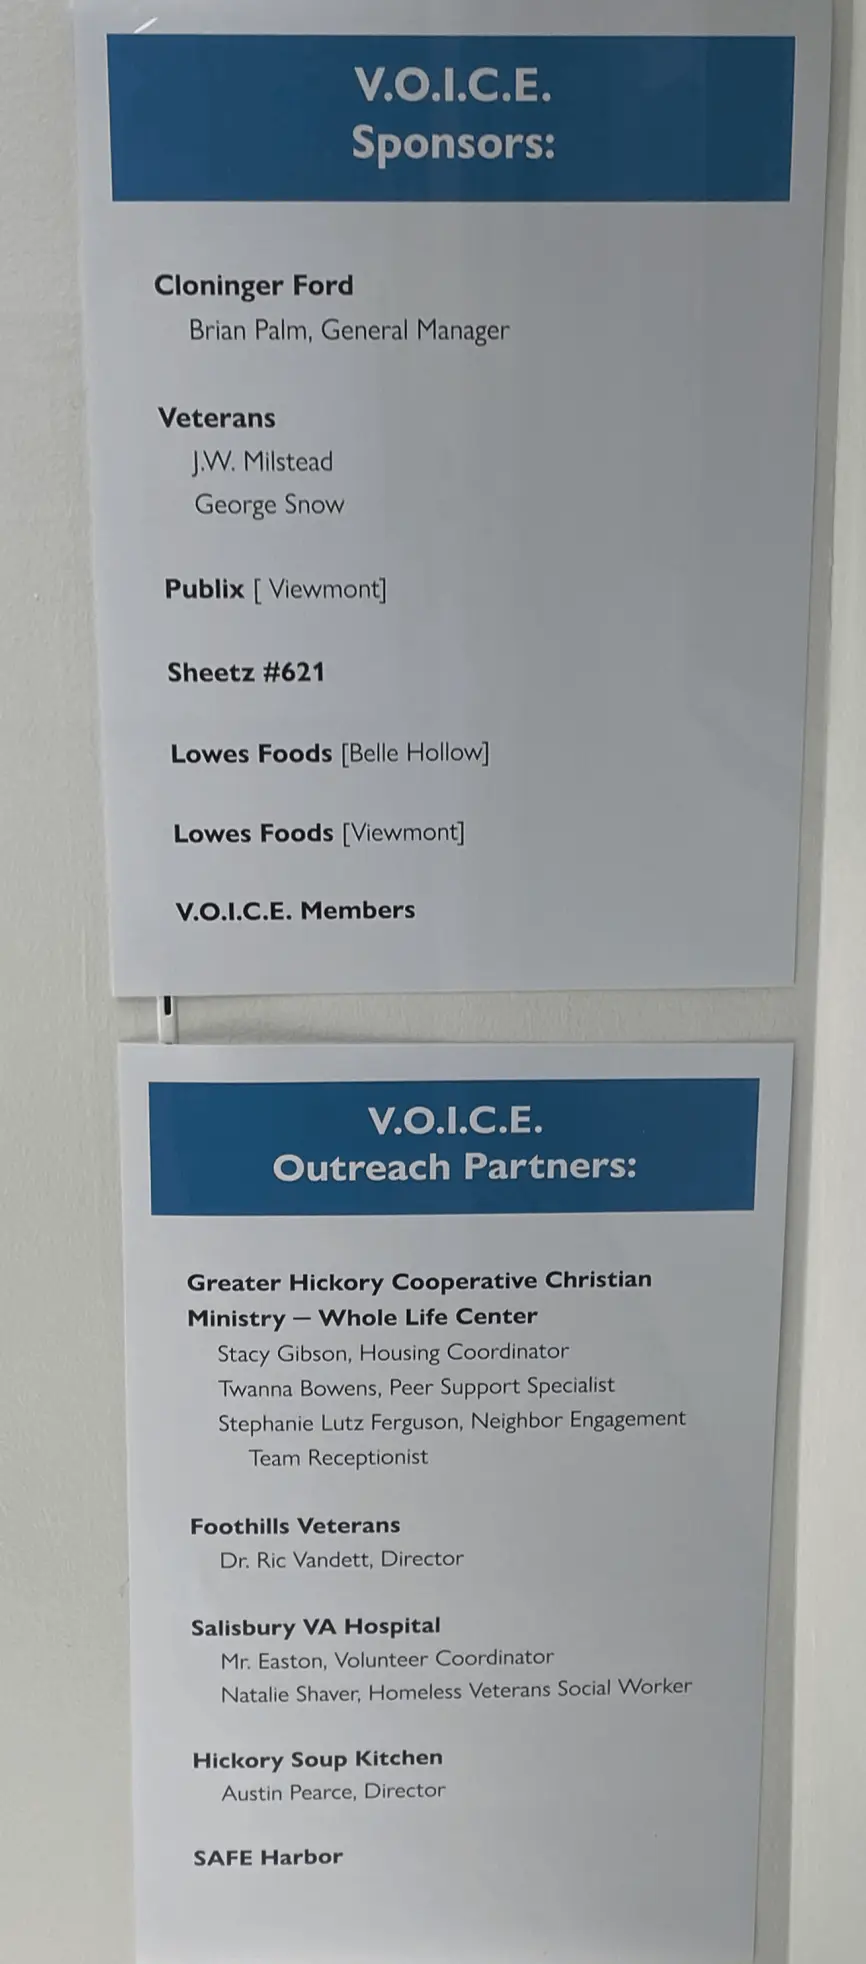 V.O.I.C.E.
Sponsors:
Cloninger Ford
Brian Palm, General Manager
Veterans
J.W. Milstead
George Snow
Publix [ Viewmont]
Sheetz #621
Lowes Foods [Belle Hollow]
Lowes Foods [Viewmont]
V.O.I.C.E. Members
V.O.I.C.E.
Outreach Partners:
Greater Hickory Cooperative Christian
Ministry – Whole Life Center
Stacy Gibson, Housing Coordinator
Twanna Bowens, Peer Support Specialist
Stephanie Lutz Ferguson, Neighbor Engagement
Team Receptionist
Foothills Veterans
Dr. Ric Vandett, Director
Salisbury VA Hospital
Mr. Easton, Volunteer Coordinator
Natalie Shaver, Homeless Veterans Social Worker
Hickory Soup Kitchen
Austin Pearce, Director
SAFE Harbor